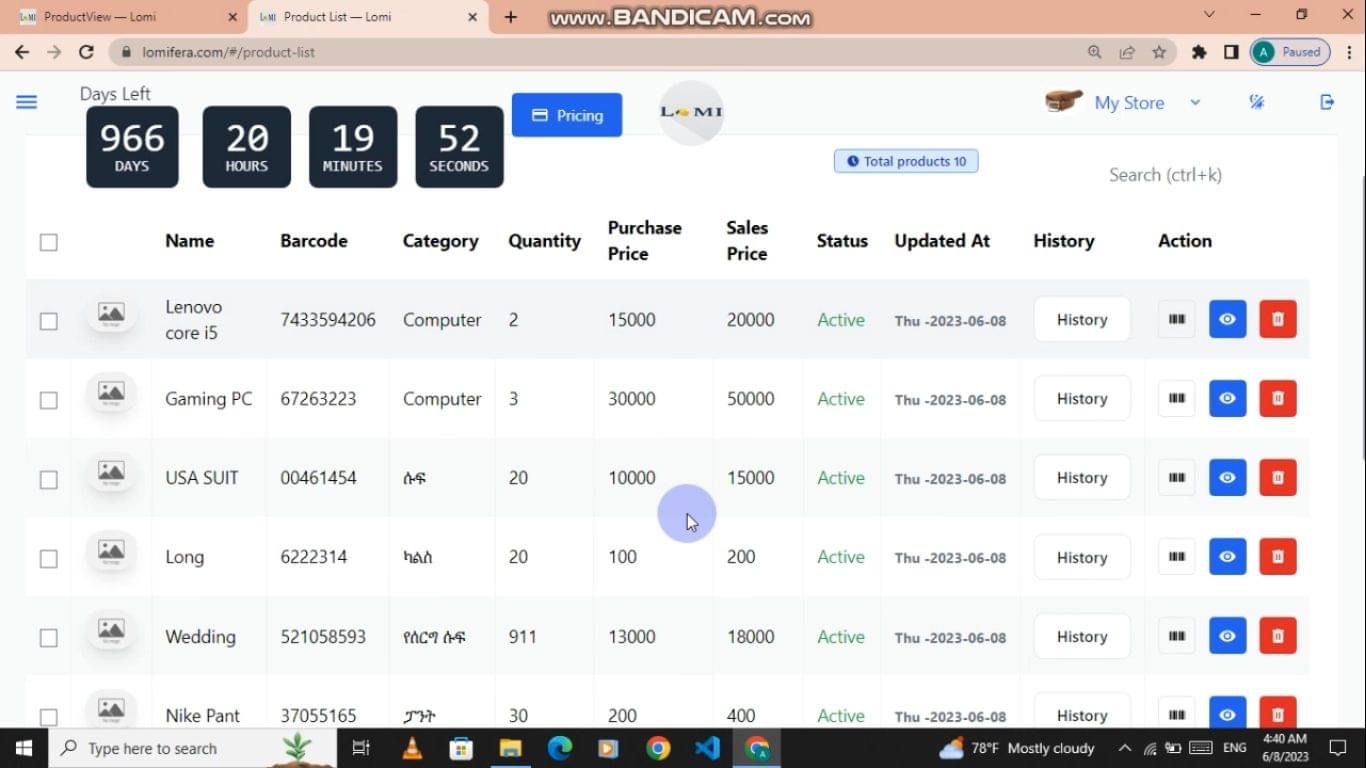 ProductView — Lomi
Product List — Lomi
www.BANDICAM.com
lomifera.com/#/product-list
A Paused
Days Left
966 DAYS
20 HOURS
19 MINUTES
52 SECONDS
Pricing
LOMI
My Store
Total products 10
Search (ctrl+k)
Name Barcode Category Quantity Purchase Price Sales Price Status Updated At History Action
Lenovo core i5 7433594206 Computer 2 15000 20000 Active Thu -2023-06-08 History
Gaming PC 67263223 Computer 3 30000 50000 Active Thu -2023-06-08 History
USA SUIT 00461454 ሱፍ 20 10000 15000 Active Thu -2023-06-08 History
Long 6222314 ካልስ 20 100 200 Active Thu -2023-06-08 History
Wedding 521058593 የሰርግ ሱፍ 911 13000 18000 Active Thu -2023-06-08 History
Nike Pant 37055165 ፓንት 30 200 400 Active Thu -2023-06-08 History
Type here to search
78°F Mostly cloudy
ENG
4:40 AM
6/8/2023